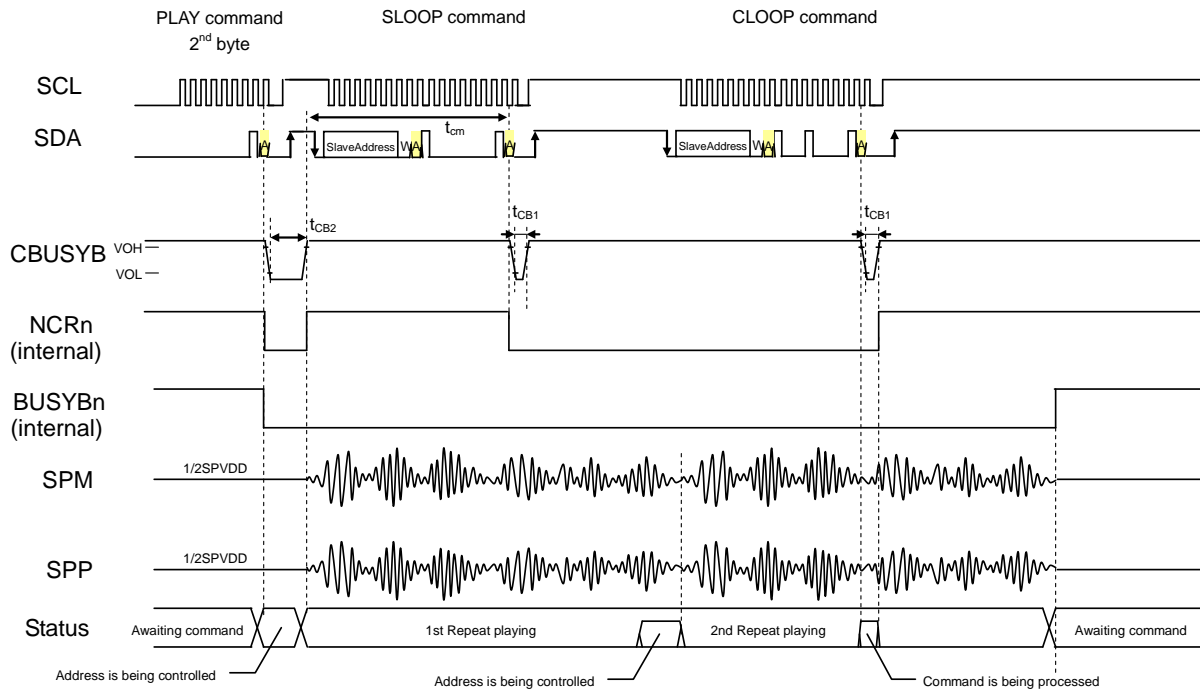 PLAY command
2nd byte
SLOOP command
CLOOP command
SCL
SDA
A
SlaveAddress
W
A
A
SlaveAddress
W
A
A
tcm
CBUSYB
VOH
VOL
tCB2
tCB1
tCB1
NCRn
(internal)
BUSYBn
(internal)
SPM
1/2SPVDD
SPP
1/2SPVDD
Status
Awaiting command
1st Repeat playing
2nd Repeat playing
Awaiting command
Address is being controlled
Address is being controlled
Command is being processed